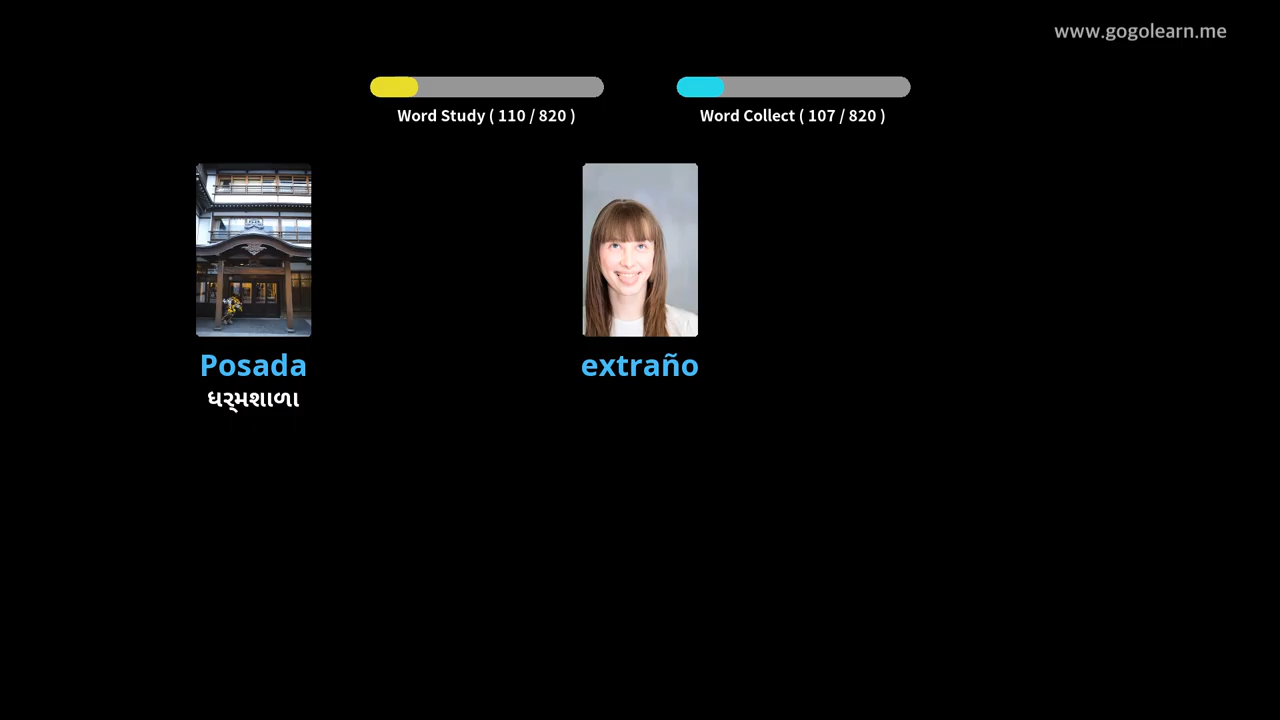 www.gogolearn.me
Word Study ( 110 / 820 )
Word Collect ( 107 / 820 )
Posada
extraño
ધર્મશાળા